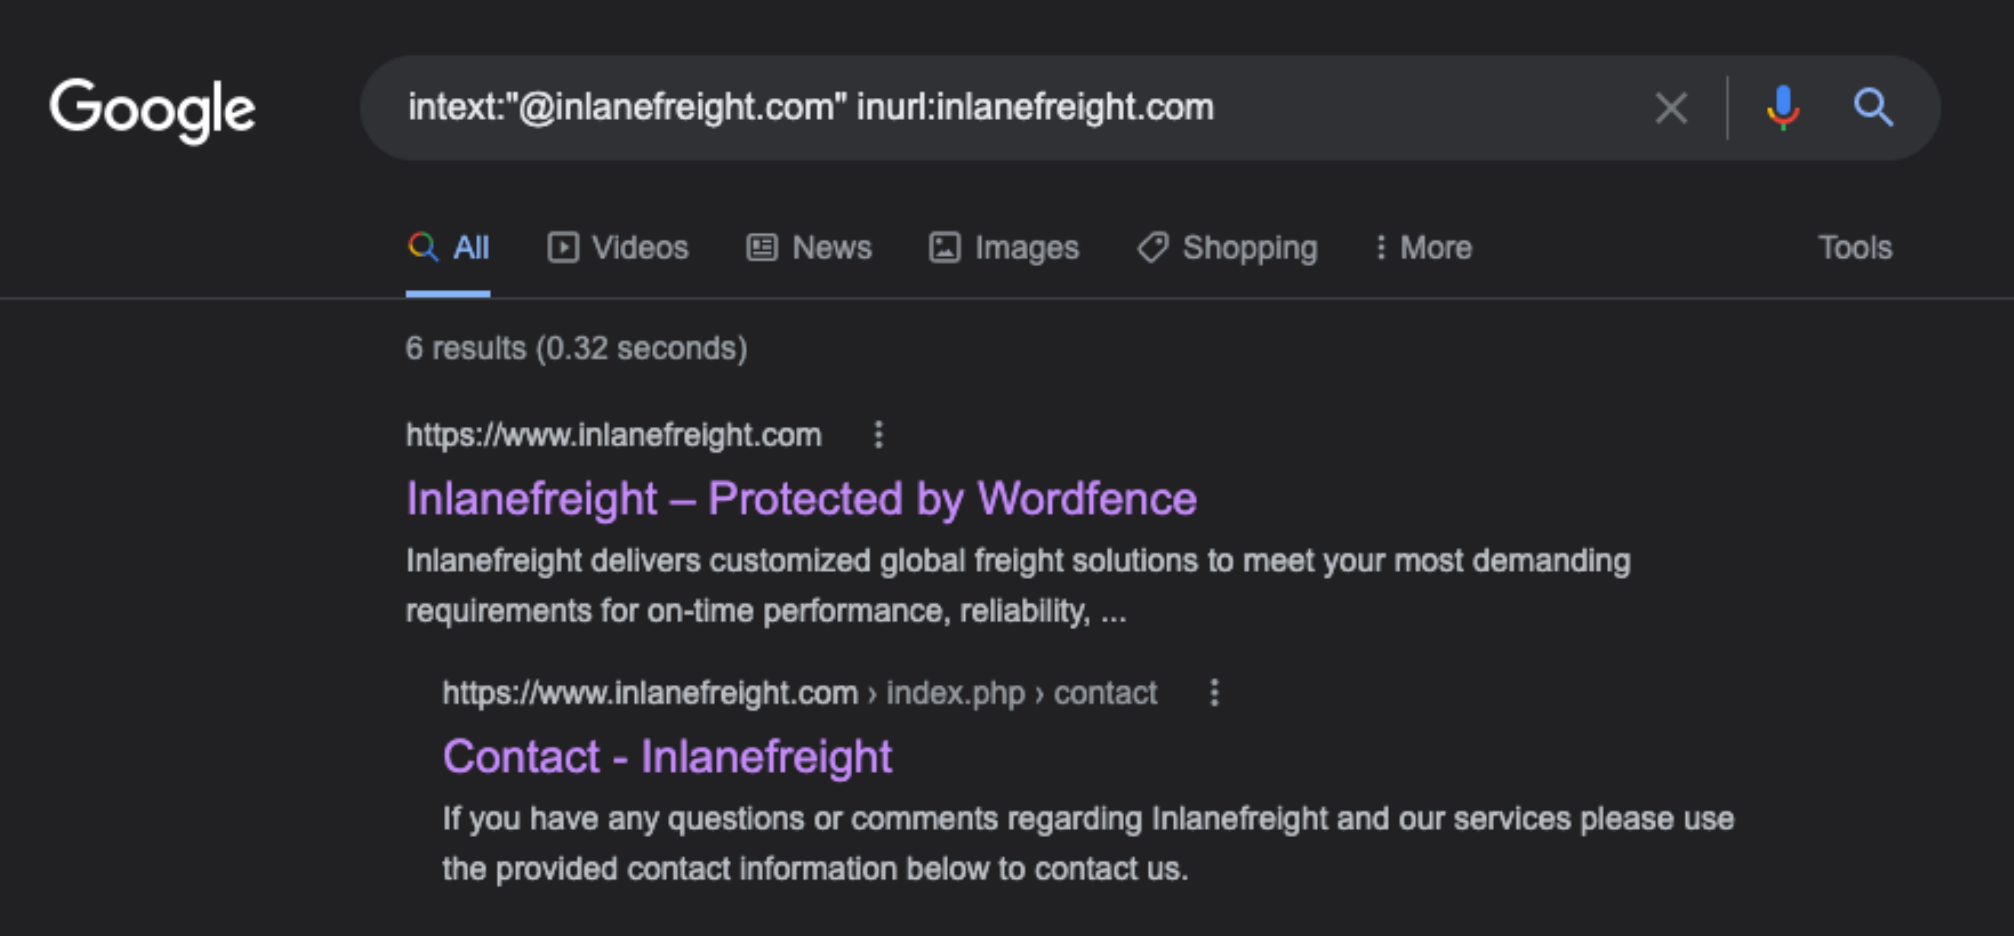 Google
intext:"@inlanefreight.com" inurl:inlanefreight.com
All Videos News Images Shopping More Tools
6 results (0.32 seconds)
https://www.inlanefreight.com
Inlanefreight – Protected by Wordfence
Inlanefreight delivers customized global freight solutions to meet your most demanding
requirements for on-time performance, reliability, ...
https://www.inlanefreight.com › index.php › contact
Contact - Inlanefreight
If you have any questions or comments regarding Inlanefreight and our services please use
the provided contact information below to contact us.